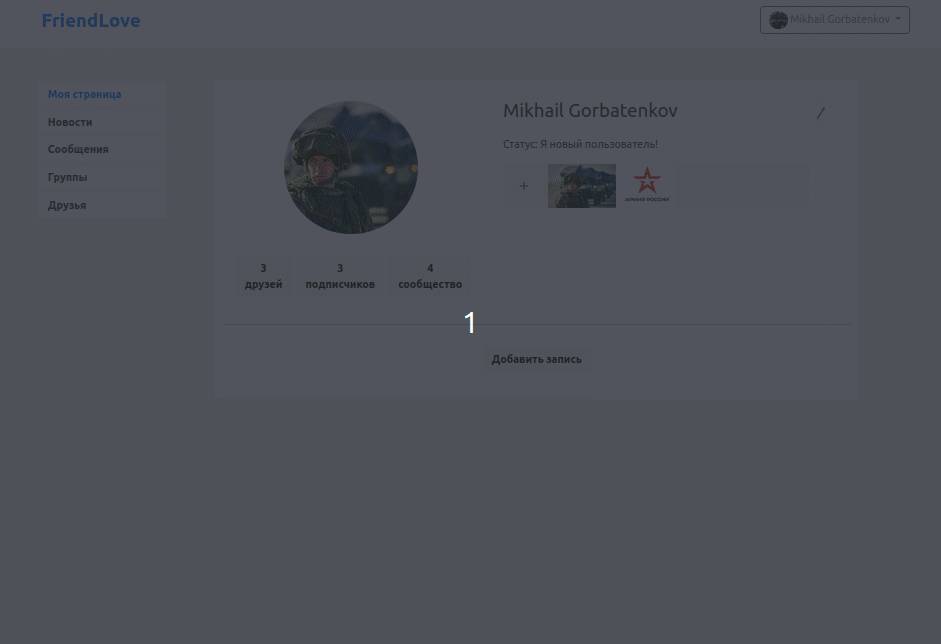 FriendLove
Mikhail Gorbatenkov
Моя страница
Новости
Сообщения
Группы
Друзья
Mikhail Gorbatenkov
Статус: Я новый пользователь!
+
АРМИЯ РОССИИ
3
друзей
3
подписчиков
4
сообщество
1
Добавить запись